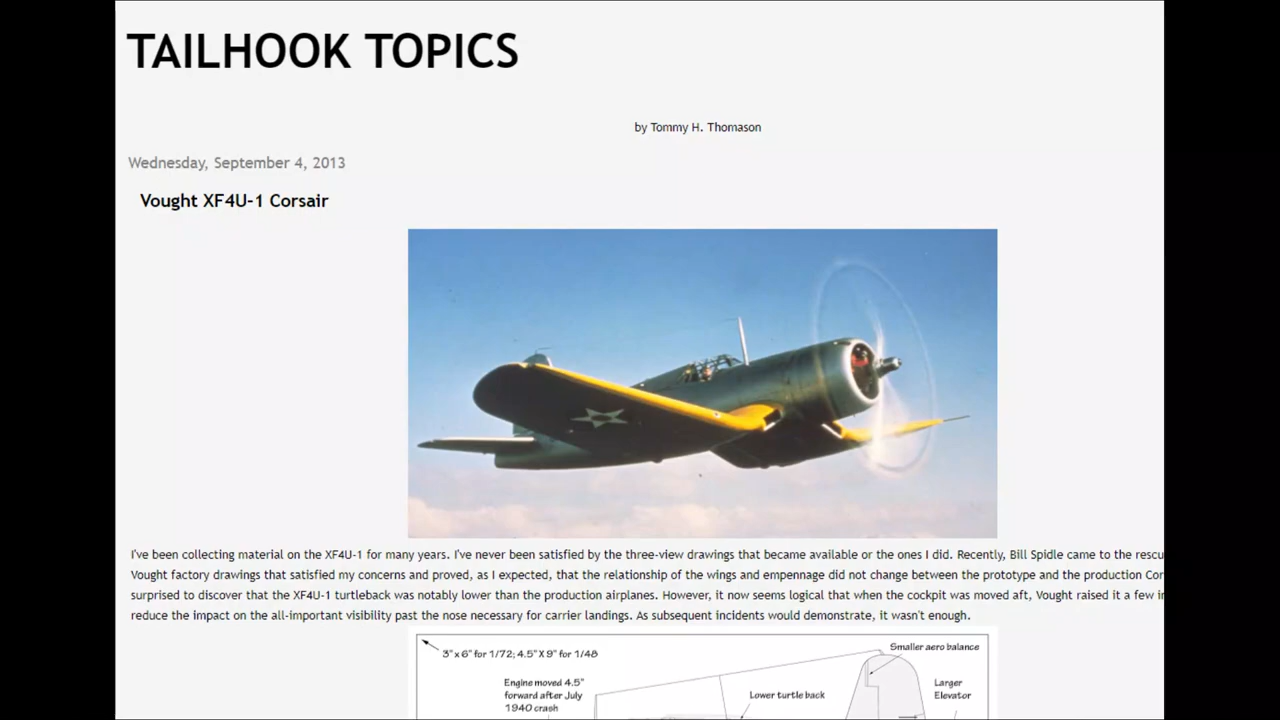 TAILHOOK TOPICS
by Tommy H. Thomason
Wednesday, September 4, 2013
Vought XF4U-1 Corsair
I've been collecting material on the XF4U-1 for many years. I've never been satisfied by the three-view drawings that became available or the ones I did. Recently, Bill Spidle came to the
Vought factory drawings that satisfied my concerns and proved, as I expected, that the relationship of the wings and empennage did not change between the prototype and the production
surprised to discover that the XF4U-1 turtleback was notably lower than the production airplanes. However, it now seems logical that when the cockpit was moved aft, Vought raised it a few
reduce the impact on the all-important visibility past the nose necessary for carrier landings. As subsequent incidents would demonstrate, it wasn't enough.
3"x 6" for 1/72; 4.5"X 9" for 1/48
Smaller aero balance
Engine moved 4.5"
forward after July
1940 crash
Lower turtle back
Larger
Elevator